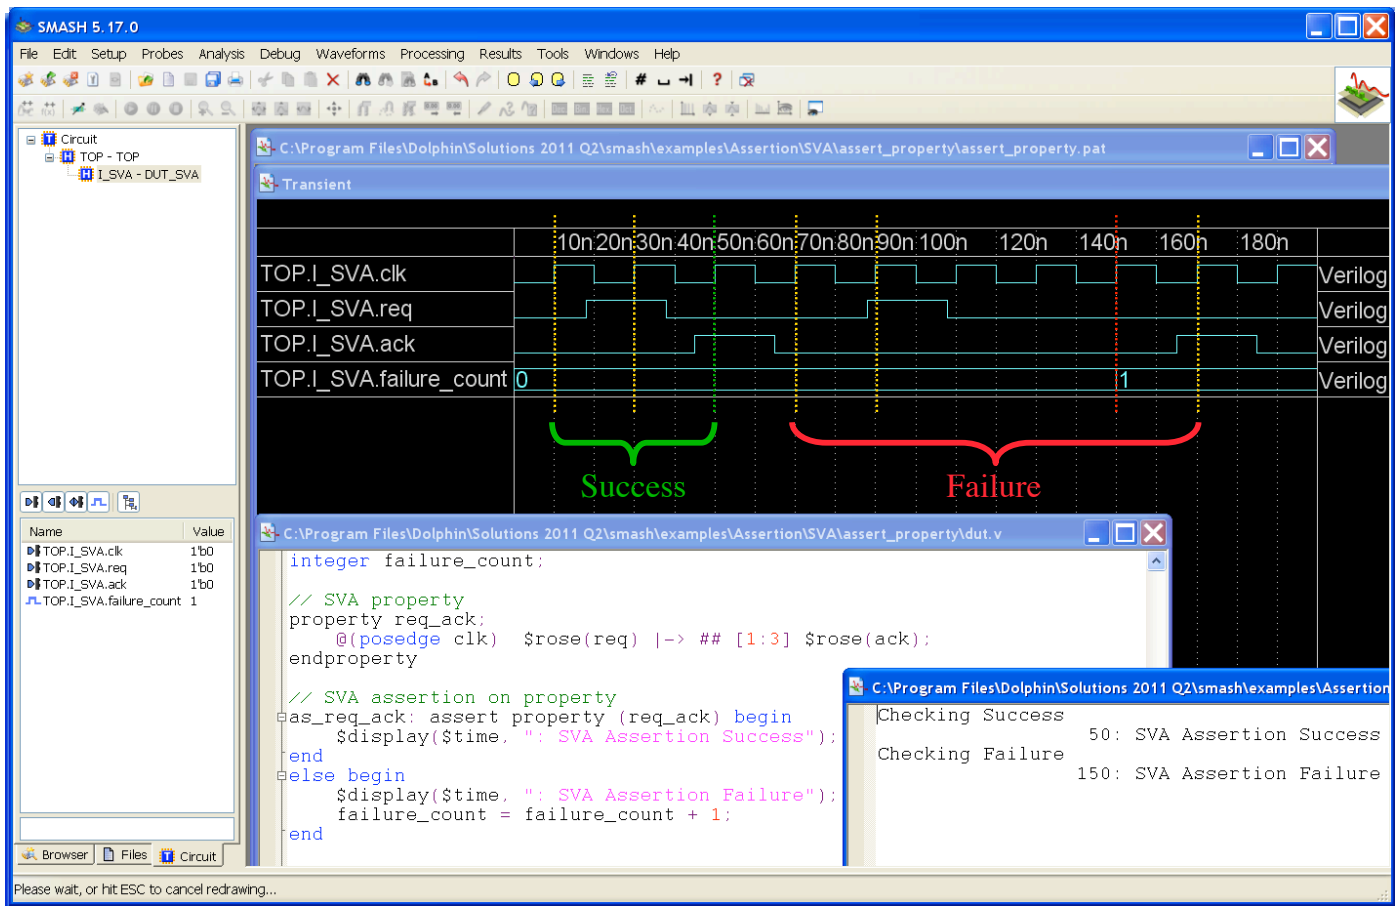 SMASH 5.17.0
File Edit Setup Probes Analysis Debug Waveforms Processing Results Tools Windows Help
Circuit
TOP - TOP
I_SVA - DUT_SVA
C:\Program Files\Dolphin\Solutions 2011 Q2\smash\examples\Assertion\SVA\assert_property\assert_property.pat
Transient
10n 20n 30n 40n 50n 60n 70n 80n 90n 100n 120n 140n 160n 180n
TOP.I_SVA.clk Verilog
TOP.I_SVA.req Verilog
TOP.I_SVA.ack Verilog
TOP.I_SVA.failure_count 0 1 Verilog
Success Failure
Name Value
TOP.I_SVA.clk 1'b0
TOP.I_SVA.req 1'b0
TOP.I_SVA.ack 1'b0
TOP.I_SVA.failure_count 1
C:\Program Files\Dolphin\Solutions 2011 Q2\smash\examples\Assertion\SVA\assert_property\dut.v
integer failure_count;
// SVA property
property req_ack;
@(posedge clk) $rose(req) |-> ## [1:3] $rose(ack);
endproperty
// SVA assertion on property
as_req_ack: assert property (req_ack) begin
$display($time, ": SVA Assertion Success");
end
else begin
$display($time, ": SVA Assertion Failure");
failure_count = failure_count + 1;
end
C:\Program Files\Dolphin\Solutions 2011 Q2\smash\examples\Assertion
Checking Success
50: SVA Assertion Success
Checking Failure
150: SVA Assertion Failure
Browser Files Circuit
Please wait, or hit ESC to cancel redrawing...